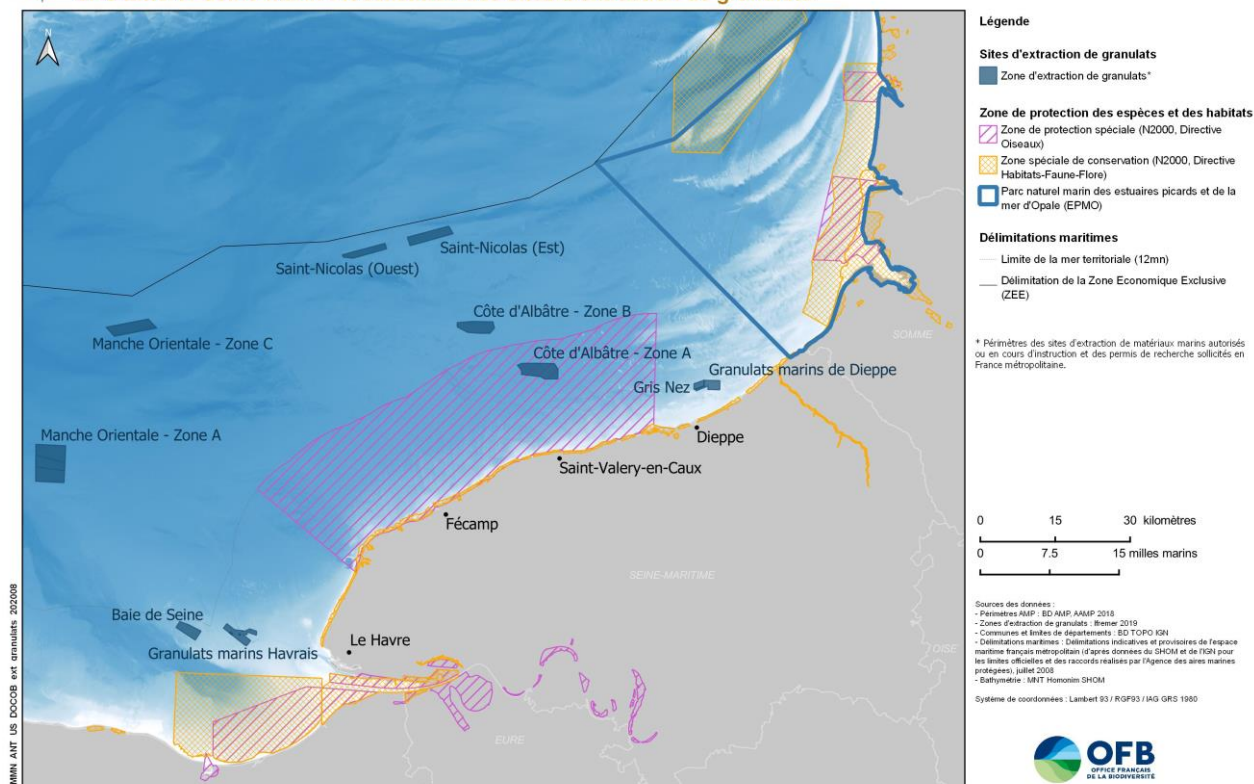 N
Saint-Nicolas (Est)
Saint-Nicolas (Ouest)
Côte d'Albâtre - Zone B
Manche Orientale - Zone C
Côte d'Albâtre - Zone A
Granulats marins de Dieppe
Gris Nez
SOMME
Manche Orientale - Zone A
Dieppe
Saint-Valery-en-Caux
Fécamp
SEINE-MARITIME
Baie de Seine
Granulats marins Havrais
Le Havre
OISE
EURE
MMN_ANT_US_DOCOB_ext_granulats_202008
Légende
Sites d'extraction de granulats
Zone d'extraction de granulats*
Zone de protection des espèces et des habitats
Zone de protection spéciale (N2000, Directive
Oiseaux)
Zone spéciale de conservation (N2000, Directive
Habitats-Faune-Flore)
Parc naturel marin des estuaires picards et de la
mer d'Opale (EPMO)
Délimitations maritimes
Limite de la mer territoriale (12mn)
Délimitation de la Zone Economique Exclusive
(ZEE)
* Périmètres des sites d'extraction de matériaux marins autorisés
ou en cours d'instruction et des permis de recherche sollicités en
France métropolitaine.
0 15 30 kilomètres
0 7.5 15 milles marins
Sources des données :
- Périmètres AMP : BD AMP, AAMP 2018
- Zones d'extraction de granulats : Ifremer 2019
- Communes et limites de départements : BD TOPO IGN
- Délimitations maritimes : Délimitations indicatives et provisoires de l'espace
maritime français métropolitain (d'après données du SHOM et de l'IGN pour
les limites officielles et des raccords réalisés par l'Agence des aires marines
protégées), juillet 2008
- Bathymétrie : MNT Homonim SHOM
Système de coordonnées : Lambert 93 / RGF93 / IAG GRS 1980
OFB
OFFICE FRANÇAIS
DE LA BIODIVERSITÉ